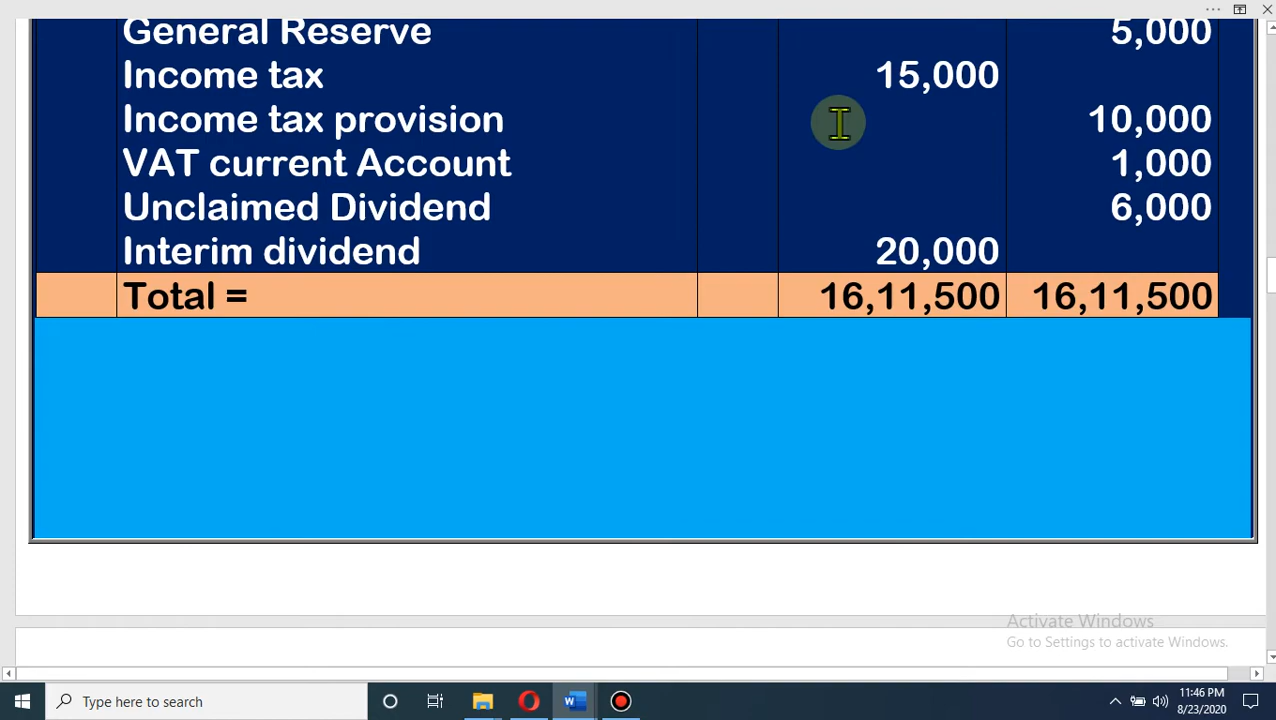 General Reserve 5,000
Income tax 15,000
Income tax provision 10,000
VAT current Account 1,000
Unclaimed Dividend 6,000
Interim dividend 20,000
Total = 16,11,500 16,11,500
Activate Windows
Go to Settings to activate Windows.
Type here to search
11:46 PM
8/23/2020